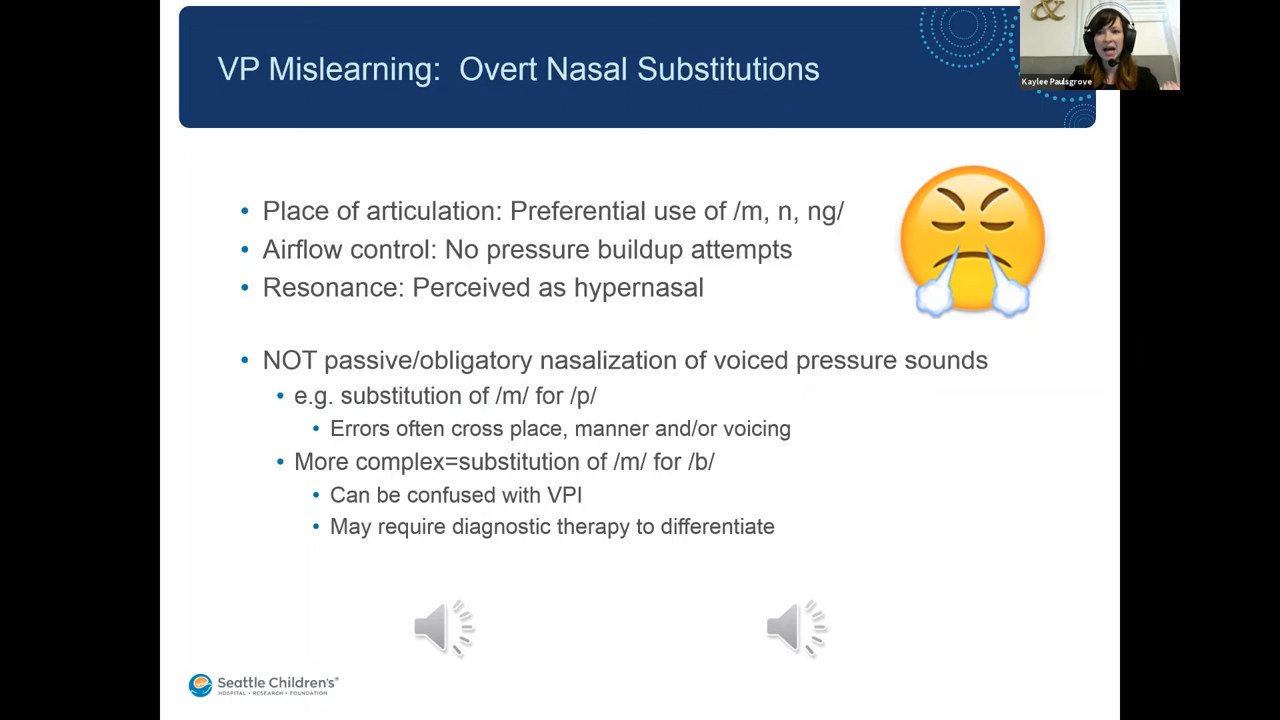 VP Mislearning: Overt Nasal Substitutions
&
Kaylee Paulsgrove
• Place of articulation: Preferential use of /m, n, ng/
• Airflow control: No pressure buildup attempts
• Resonance: Perceived as hypernasal
• NOT passive/obligatory nasalization of voiced pressure sounds
• e.g. substitution of /m/ for /p/
• Errors often cross place, manner and/or voicing
• More complex=substitution of /m/ for /b/
• Can be confused with VPI
• May require diagnostic therapy to differentiate
Seattle Children's®
HOSPITAL • RESEARCH • FOUNDATION